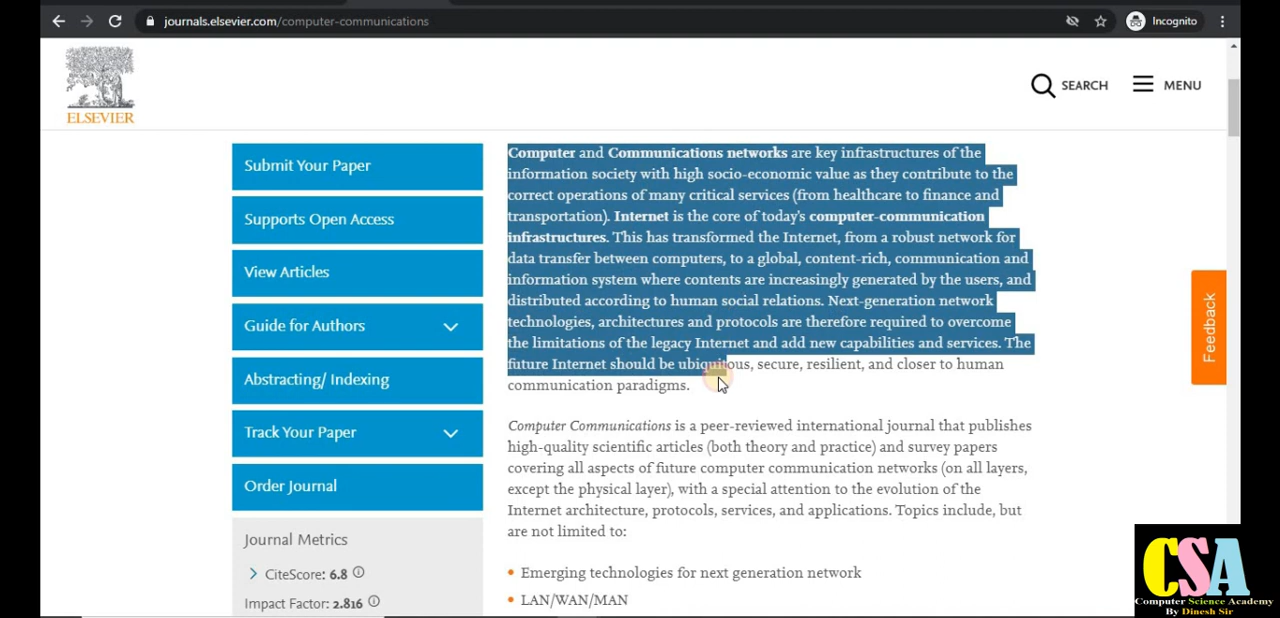 journals.elsevier.com/computer-communications
Incognito
ELSEVIER
SEARCH
MENU
Submit Your Paper
Supports Open Access
View Articles
Guide for Authors
Abstracting/ Indexing
Track Your Paper
Order Journal
Journal Metrics
CiteScore: 6.8
Impact Factor: 2.816
Computer and Communications networks are key infrastructures of the
information society with high socio-economic value as they contribute to the
correct operations of many critical services (from healthcare to finance and
transportation). Internet is the core of today's computer-communication
infrastructures. This has transformed the Internet, from a robust network for
data transfer between computers, to a global, content-rich, communication and
information system where contents are increasingly generated by the users, and
distributed according to human social relations. Next-generation network
technologies, architectures and protocols are therefore required to overcome
the limitations of the legacy Internet and add new capabilities and services. The
future Internet should be ubiquitous, secure, resilient, and closer to human
communication paradigms.
Computer Communications is a peer-reviewed international journal that publishes
high-quality scientific articles (both theory and practice) and survey papers
covering all aspects of future computer communication networks (on all layers,
except the physical layer), with a special attention to the evolution of the
Internet architecture, protocols, services, and applications. Topics include, but
are not limited to:
• Emerging technologies for next generation network
• LAN/WAN/MAN
Feedback
CSA
Computer Science Academy
By Dinesh Sir